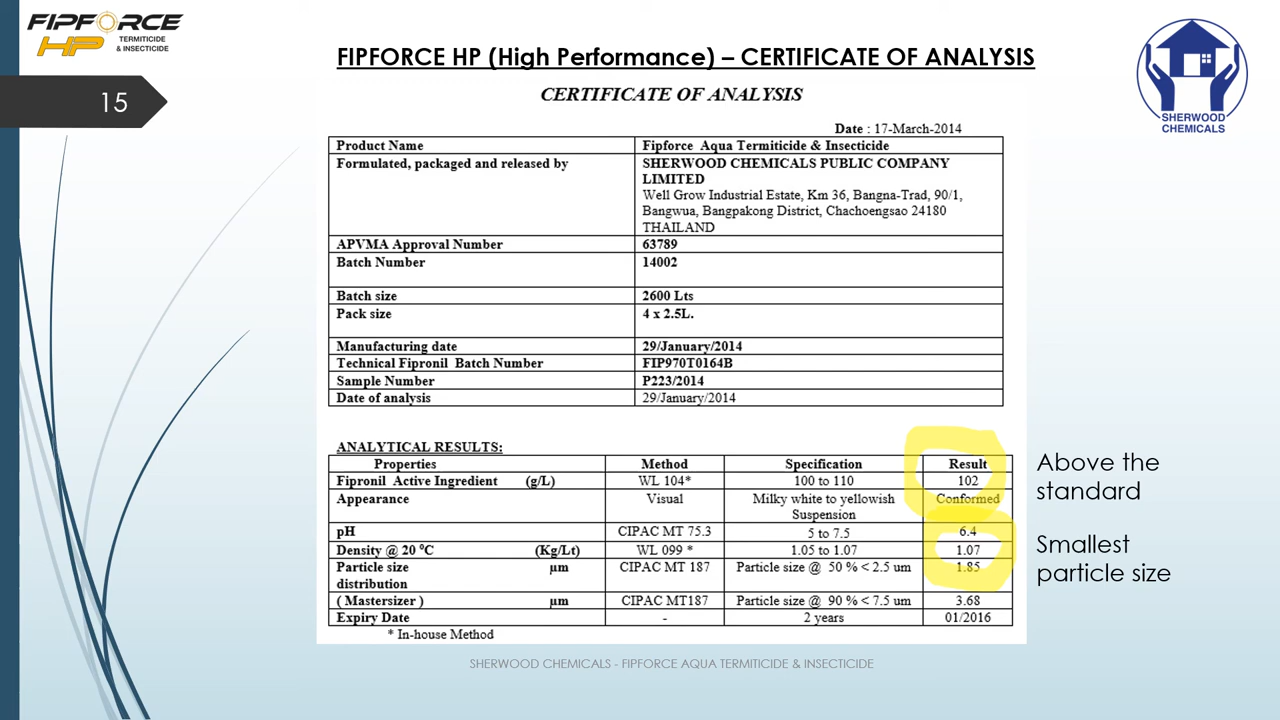 FIPFORCE
HP TERMITICIDE
& INSECTICIDE
15
FIPFORCE HP (High Performance) – CERTIFICATE OF ANALYSIS
SHERWOOD
CHEMICALS
CERTIFICATE OF ANALYSIS
Date : 17-March-2014
Product Name Fipforce Aqua Termiticide & Insecticide
Formulated, packaged and released by SHERWOOD CHEMICALS PUBLIC COMPANY
LIMITED
Well Grow Industrial Estate, Km 36, Bangna-Trad, 90/1,
Bangwua, Bangpakong District, Chachoengsao 24180
THAILAND
APVMA Approval Number 63789
Batch Number 14002
Batch size 2600 Lts
Pack size 4 x 2.5L.
Manufacturing date 29/January/2014
Technical Fipronil Batch Number FIP970T0164B
Sample Number P223/2014
Date of analysis 29/January/2014
ANALYTICAL RESULTS:
Properties Method Specification Result
Fipronil Active Ingredient (g/L) WL 104* 100 to 110 102
Appearance Visual Milky white to yellowish Conformed
Suspension
pH CIPAC MT 75.3 5 to 7.5 6.4
Density @ 20 °C (Kg/Lt) WL 099 * 1.05 to 1.07 1.07
Particle size µm CIPAC MT 187 Particle size @ 50 % < 2.5 um 1.85
distribution
( Mastersizer ) µm CIPAC MT187 Particle size @ 90 % < 7.5 um 3.68
Expiry Date - 2 years 01/2016
* In-house Method
Above the
standard
Smallest
particle size
SHERWOOD CHEMICALS - FIPFORCE AQUA TERMITICIDE & INSECTICIDE